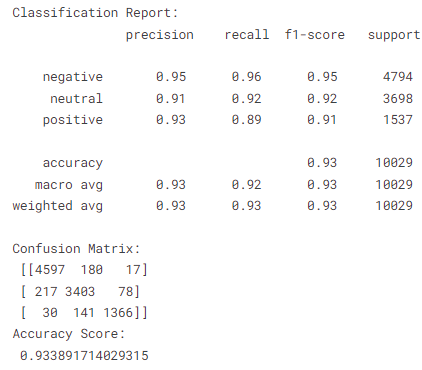 Classification Report:
              precision    recall  f1-score   support

    negative       0.95      0.96      0.95      4794
     neutral       0.91      0.92      0.92      3698
    positive       0.93      0.89      0.91      1537

    accuracy                           0.93     10029
   macro avg       0.93      0.92      0.93     10029
weighted avg       0.93      0.93      0.93     10029

Confusion Matrix:
 [[4597  180   17]
 [ 217 3403   78]
 [  30  141 1366]]
Accuracy Score:
 0.933891714029315